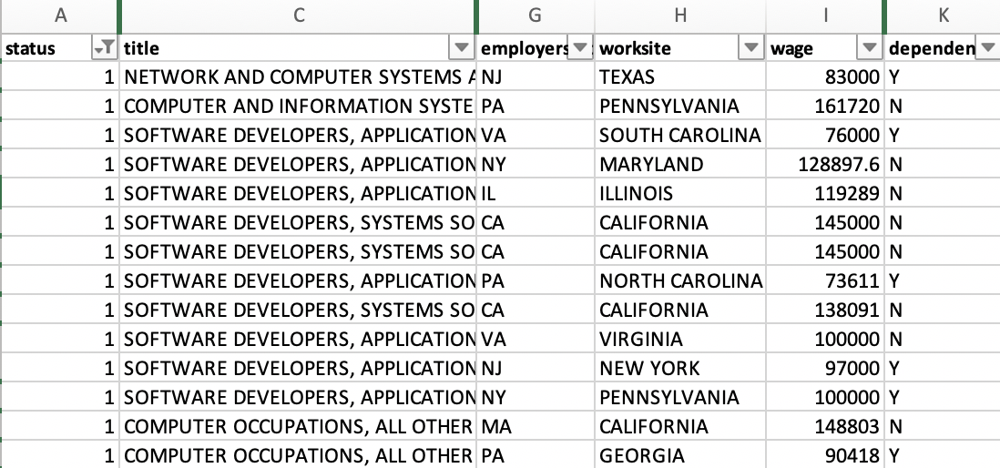 A C G H I K
status title employers worksite wage dependen
1 NETWORK AND COMPUTER SYSTEMS A NJ TEXAS 83000 Y
1 COMPUTER AND INFORMATION SYSTE PA PENNSYLVANIA 161720 N
1 SOFTWARE DEVELOPERS, APPLICATION VA SOUTH CAROLINA 76000 Y
1 SOFTWARE DEVELOPERS, APPLICATION NY MARYLAND 128897.6 N
1 SOFTWARE DEVELOPERS, APPLICATION IL ILLINOIS 119289 N
1 SOFTWARE DEVELOPERS, SYSTEMS SO CA CALIFORNIA 145000 N
1 SOFTWARE DEVELOPERS, SYSTEMS SO CA CALIFORNIA 145000 N
1 SOFTWARE DEVELOPERS, APPLICATION PA NORTH CAROLINA 73611 Y
1 SOFTWARE DEVELOPERS, SYSTEMS SO CA CALIFORNIA 138091 N
1 SOFTWARE DEVELOPERS, APPLICATION VA VIRGINIA 100000 N
1 SOFTWARE DEVELOPERS, APPLICATION NJ NEW YORK 97000 Y
1 SOFTWARE DEVELOPERS, APPLICATION NY PENNSYLVANIA 100000 Y
1 COMPUTER OCCUPATIONS, ALL OTHER MA CALIFORNIA 148803 N
1 COMPUTER OCCUPATIONS, ALL OTHER PA GEORGIA 90418 Y